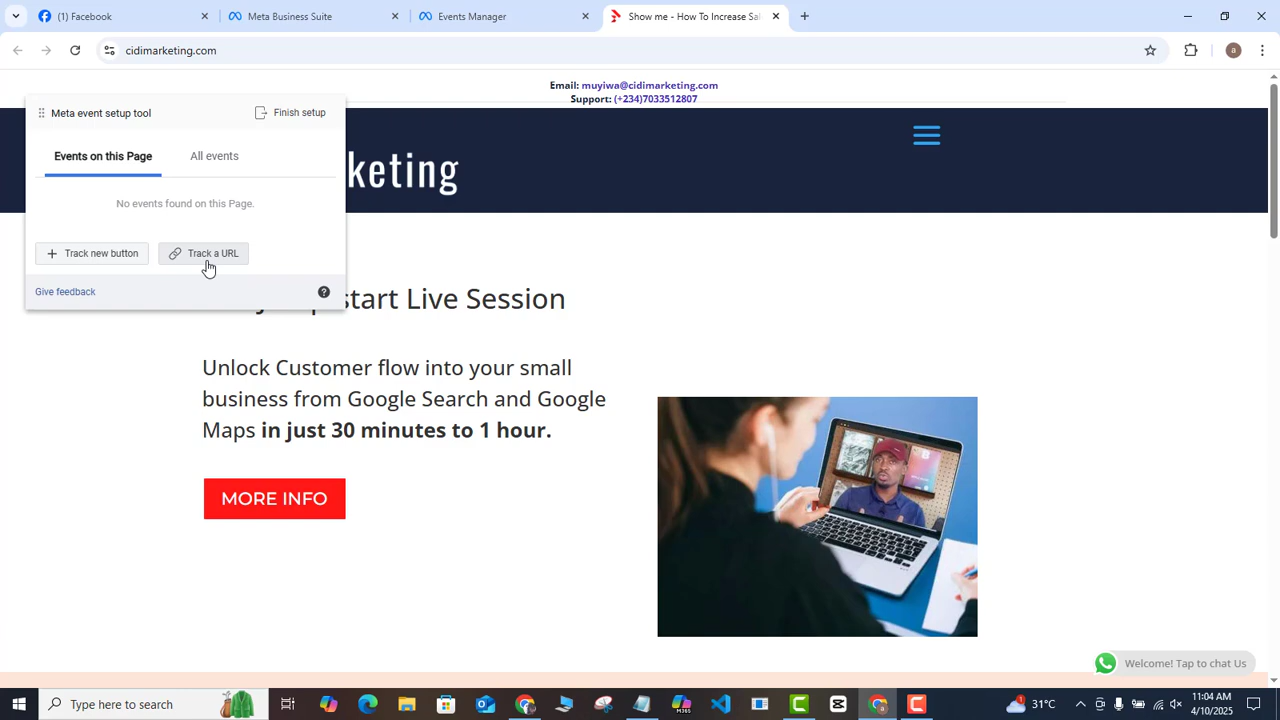 (1) Facebook
Meta Business Suite
Events Manager
Show me - How To Increase Sal
cidimarketing.com
a
Email: muyiwa@cidimarketing.com
Support: (+234)7033512807
Meta event setup tool
Finish setup
Events on this Page
All events
No events found on this Page.
Track new button
Track a URL
Give feedback
?
keting
start Live Session
Unlock Customer flow into your small
business from Google Search and Google
Maps in just 30 minutes to 1 hour.
MORE INFO
Welcome! Tap to chat Us
Type here to search
M365
31°C
11:04 AM
4/10/2025